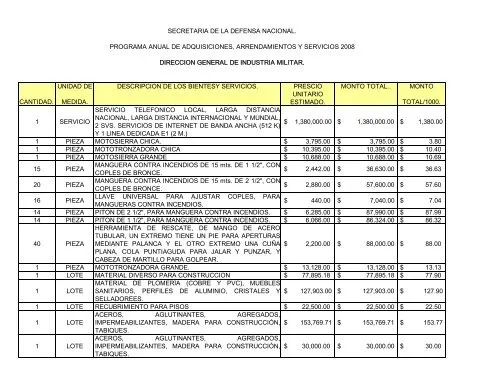 SECRETARIA DE LA DEFENSA NACIONAL.
PROGRAMA ANUAL DE ADQUISICIONES, ARRENDAMIENTOS Y SERVICIOS 2008
DIRECCION GENERAL DE INDUSTRIA MILITAR.
CANTIDAD. UNIDAD DE MEDIDA. DESCRIPCION DE LOS BIENTESY SERVICIOS. PRECIO UNITARIO ESTIMADO. MONTO TOTAL. MONTO TOTAL/1000.
SERVICIO TELEFONICO LOCAL, LARGA DISTANCIA
NACIONAL, LARGA DISTANCIA INTERNACIONAL Y MUNDIAL,
1 SERVICIO 2 SVS. SERVICIOS DE INTERNET DE BANDA ANCHA (512 K) $ 1,380,000.00 $ 1,380,000.00 $ 1,380.00
Y 1 LINEA DEDICADA E1 (2 M.)
1 PIEZA MOTOSIERRA CHICA. $ 3,795.00 $ 3,795.00 $ 3.80
1 PIEZA MOTOTRONZADORA CHICA $ 10,395.00 $ 10,395.00 $ 10.40
1 PIEZA MOTOSIERRA GRANDE $ 10,688.00 $ 10,688.00 $ 10.69
15 PIEZA MANGUERA CONTRA INCENDIOS DE 15 mts. DE 1 1/2", CON $ 2,442.00 $ 36,630.00 $ 36.63
COPLES DE BRONCE.
20 PIEZA MANGUERA CONTRA INCENDIOS DE 15 mts. DE 2 1/2", CON $ 2,880.00 $ 57,600.00 $ 57.60
COPLES DE BRONCE.
16 PIEZA LLAVE UNIVERSAL PARA AJUSTAR COPLES, PARA $ 440.00 $ 7,040.00 $ 7.04
MANGUERAS CONTRA INCENDIOS.
14 PIEZA PITON DE 2 1/2", PARA MANGUERA CONTRA INCENDIOS. $ 6,285.00 $ 87,990.00 $ 87.99
14 PIEZA PITON DE 1 1/2", PARA MANGUERA CONTRA INCENDIOS. $ 6,066.00 $ 86,324.00 $ 86.32
HERRAMIENTA DE RESCATE, DE MANGO DE ACERO
TUBULAR, UN EXTREMO TIENE UN PIE PARA APERTURAS
40 PIEZA MEDIANTE PALANCA Y EL OTRO EXTREMO UNA CUÑA $ 2,200.00 $ 88,000.00 $ 88.00
PLANA, COLA PUNTIAGUDA PARA JALAR Y PUNZAR. Y
CABEZA DE MARTILLO PARA GOLPEAR.
1 PIEZA MOTOTRONZADORA GRANDE. $ 13,128.00 $ 13,128.00 $ 13.13
1 LOTE MATERIAL DIVERSO PARA CONSTRUCCION $ 77,895.18 $ 77,895.18 $ 77.90
MATERIAL DE PLOMERÍA (COBRE Y PVC), MUEBLES
1 LOTE SANITARIOS, PERFILES DE ALUMINIO, CRISTALES Y $ 127,903.00 $ 127,903.00 $ 127.90
SELLADOREES.
1 LOTE RECUBRIMIENTO PARA PISOS $ 22,500.00 $ 22,500.00 $ 22.50
ACEROS, AGLUTINANTES, AGREGADOS,
1 LOTE IMPERMEABILIZANTES, MADERA PARA CONSTRUCCIÓN, $ 153,769.71 $ 153,769.71 $ 153.77
TABIQUES.
ACEROS, AGLUTINANTES, AGREGADOS,
1 LOTE IMPERMEABILIZANTES, MADERA PARA CONSTRUCCIÓN, $ 30,000.00 $ 30,000.00 $ 30.00
TABIQUES.